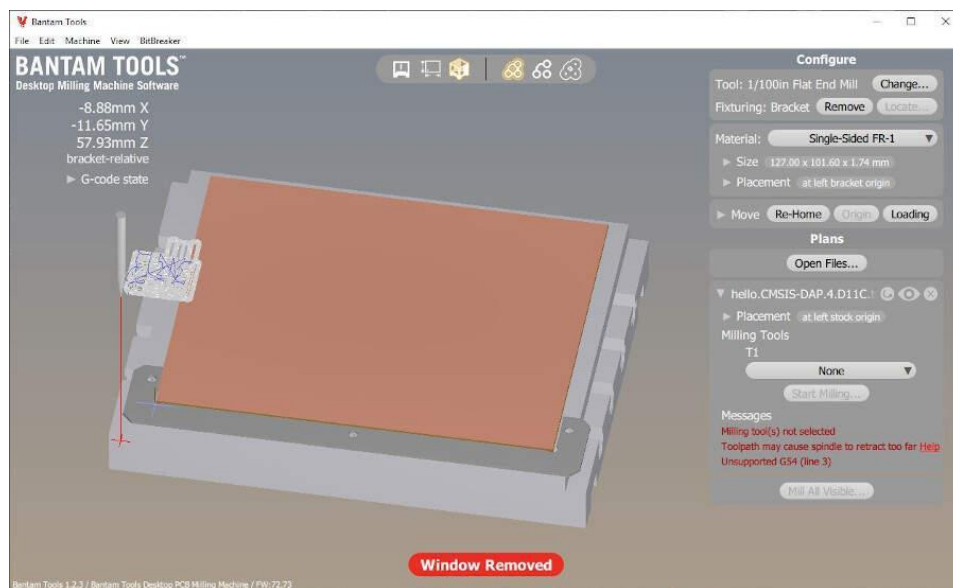 Bantam Tools
File Edit Machine View BitBreaker
BANTAM TOOLS™
Desktop Milling Machine Software
-8.88mm X
-11.65mm Y
57.93mm Z
bracket-relative
G-code state
Configure
Tool: 1/100in Flat End Mill Change...
Fixturing: Bracket Remove Locate...
Material: Single-Sided FR-1
Size 127.00 x 101.60 x 1.74 mm
Placement at left bracket origin
Move Re-Home Origin Loading
Plans
Open Files...
hello.CMSIS-DAP.4.D11C.
Placement at left stock origin
Milling Tools
T1
None
Start Milling...
Messages
Milling tool(s) not selected
Toolpath may cause spindle to retract too far Help
Unsupported G54 (line 3)
Mill All Visible...
Window Removed
Bantam Tools 1.2.3 / Bantam Tools Desktop PCB Milling Machine / FW:72.73